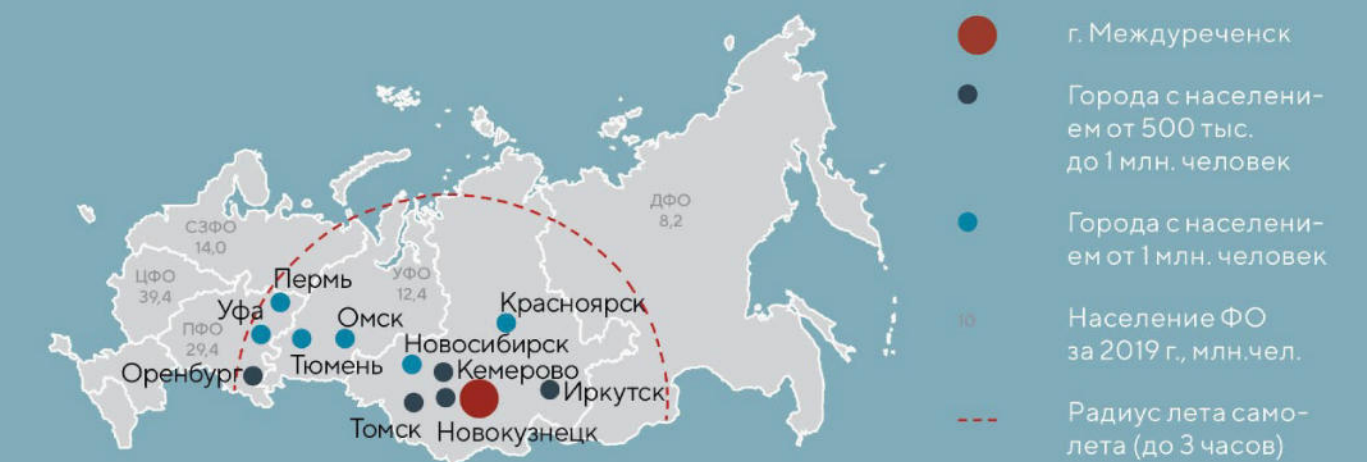 СЗФО
14,0
ЦФО
39,4
ПФО
29,4
УФО
12,4
ДФО
8,2
Пермь
Уфа
Омск
Тюмень
Оренбург
Красноярск
Новосибирск
Кемерово
Иркутск
Томск
Новокузнецк
г. Междуреченск
Города с населени-
ем от 500 тыс.
до 1 млн. человек
Города с населени-
ем от 1 млн. человек
10
Население ФО
за 2019 г., млн.чел.
Радиус лета само-
лета (до 3 часов)